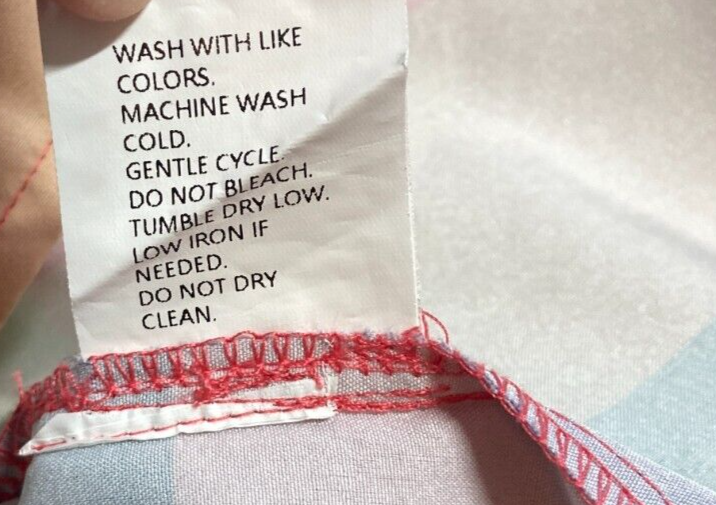 WASH WITH LIKE
COLORS.
MACHINE WASH
COLD.
GENTLE CYCLE.
DO NOT BLEACH.
TUMBLE DRY LOW.
LOW IRON IF
NEEDED.
DO NOT DRY
CLEAN.